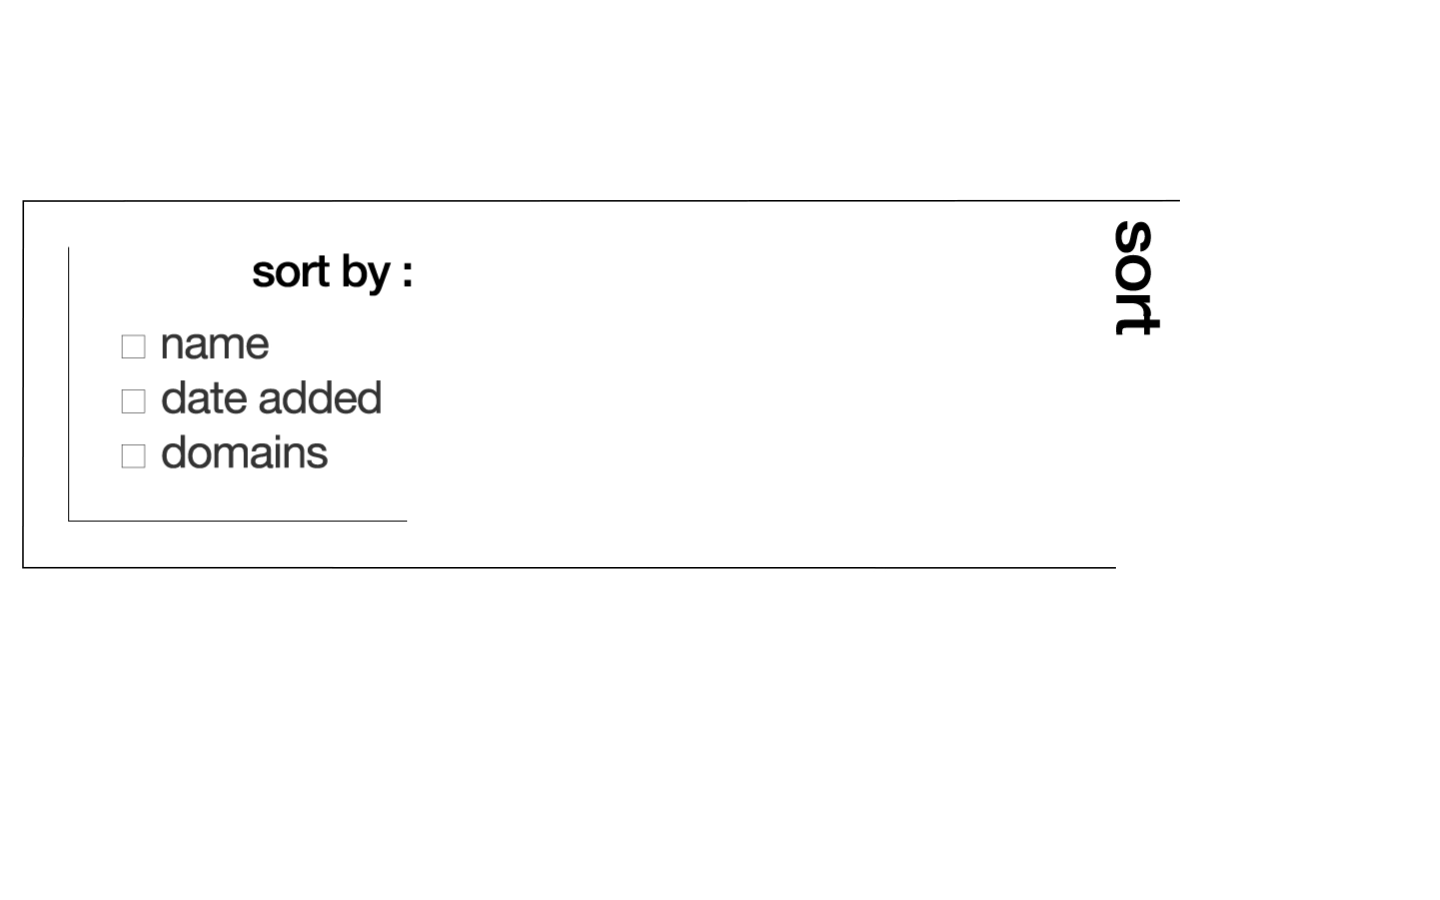 sort by :
name
date added
domains
sort